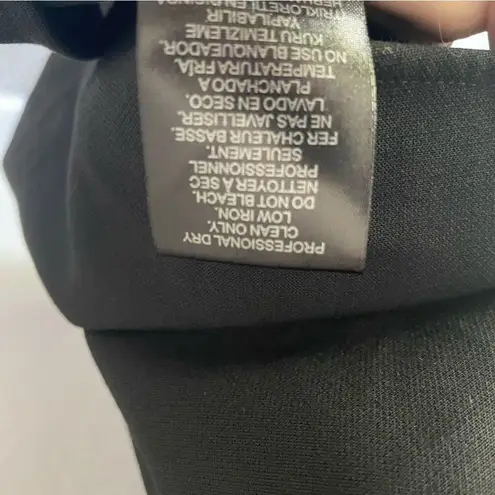 PROFESSIONAL DRY
CLEAN ONLY.
LOW IRON.
DO NOT BLEACH.
NETTOYER À SEC
PROFESSIONNEL
SEULEMENT.
FER CHALEUR BASSE.
NE PAS JAVELLISER.
LAVADO EN SECO.
PLANCHADO A
TEMPERATURA FRÍA.
NO USE BLANQUEADOR.
KURU TEMIZLEME
YAPILABILIR